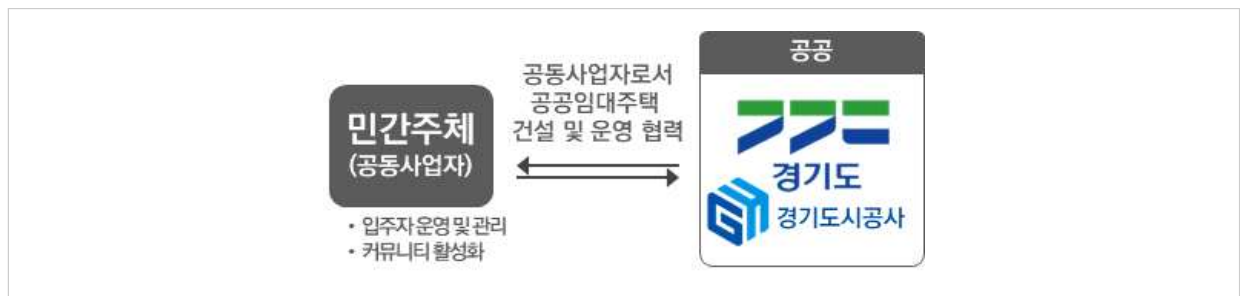 민간주체
(공동사업자)
• 입주자 운영 및 관리
• 커뮤니티 활성화
공동사업자로서
공공임대주택
건설 및 운영 협력
공공
경기도
경기도시공사